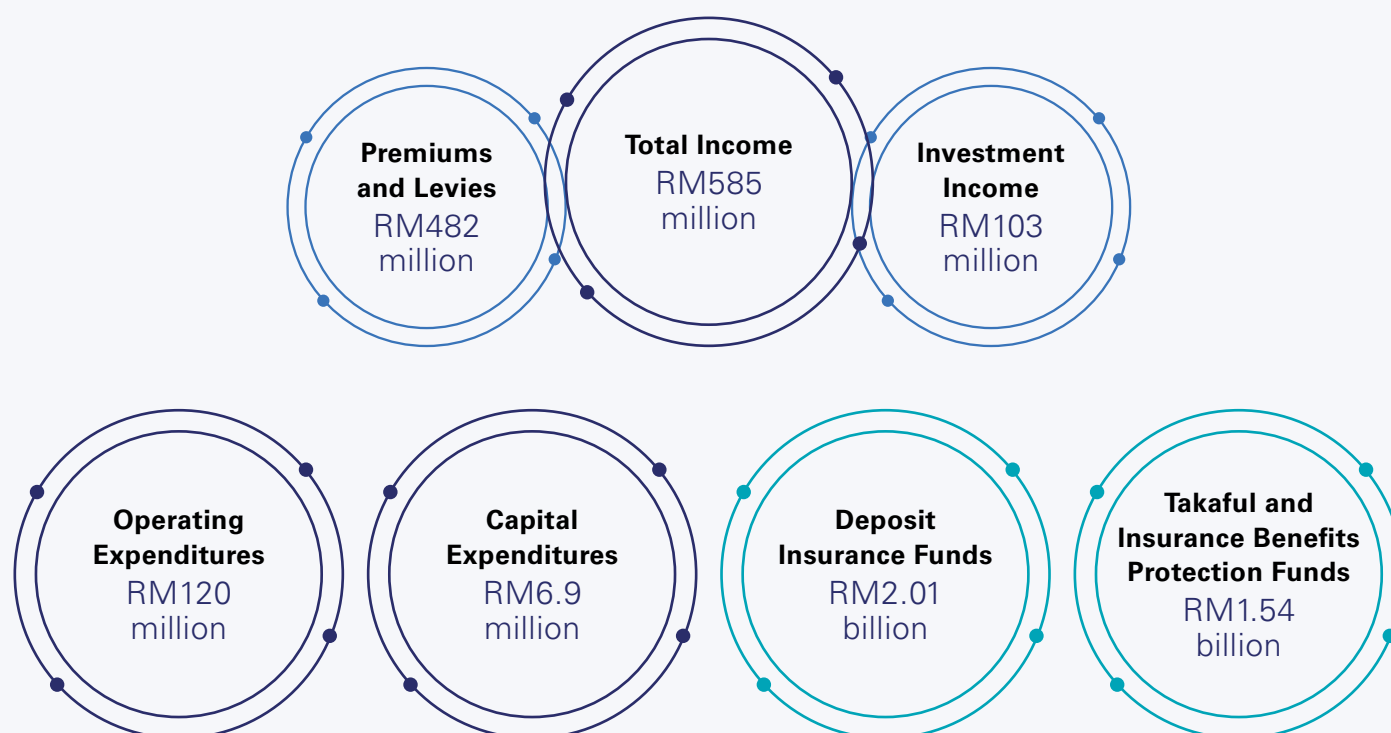 Premiums
and Levies
RM482
million
Total Income
RM585
million
Investment
Income
RM103
million
Operating
Expenditures
RM120
million
Capital
Expenditures
RM6.9
million
Deposit
Insurance Funds
RM2.01
billion
Takaful and
Insurance Benefits
Protection Funds
RM1.54
billion